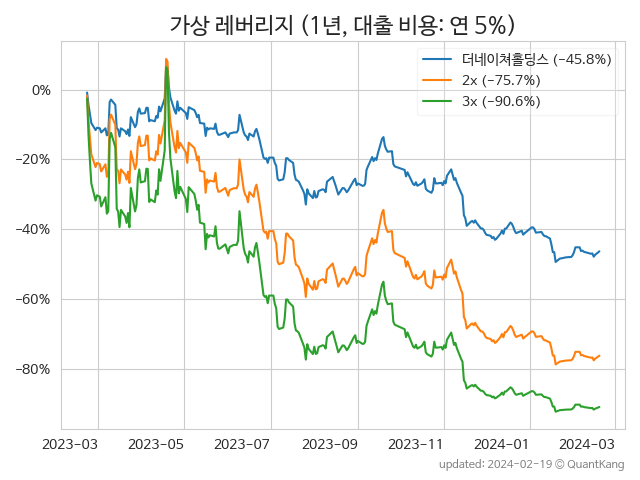 가상 레버리지 (1년, 대출 비용: 연 5%)
더네이쳐홀딩스 (−45.8%)
2x (−75.7%)
3x (−90.6%)
0%
−20%
−40%
−60%
−80%
2023-03 2023-05 2023-07 2023-09 2023-11 2024-01 2024-03
updated: 2024-02-19 © QuantKang